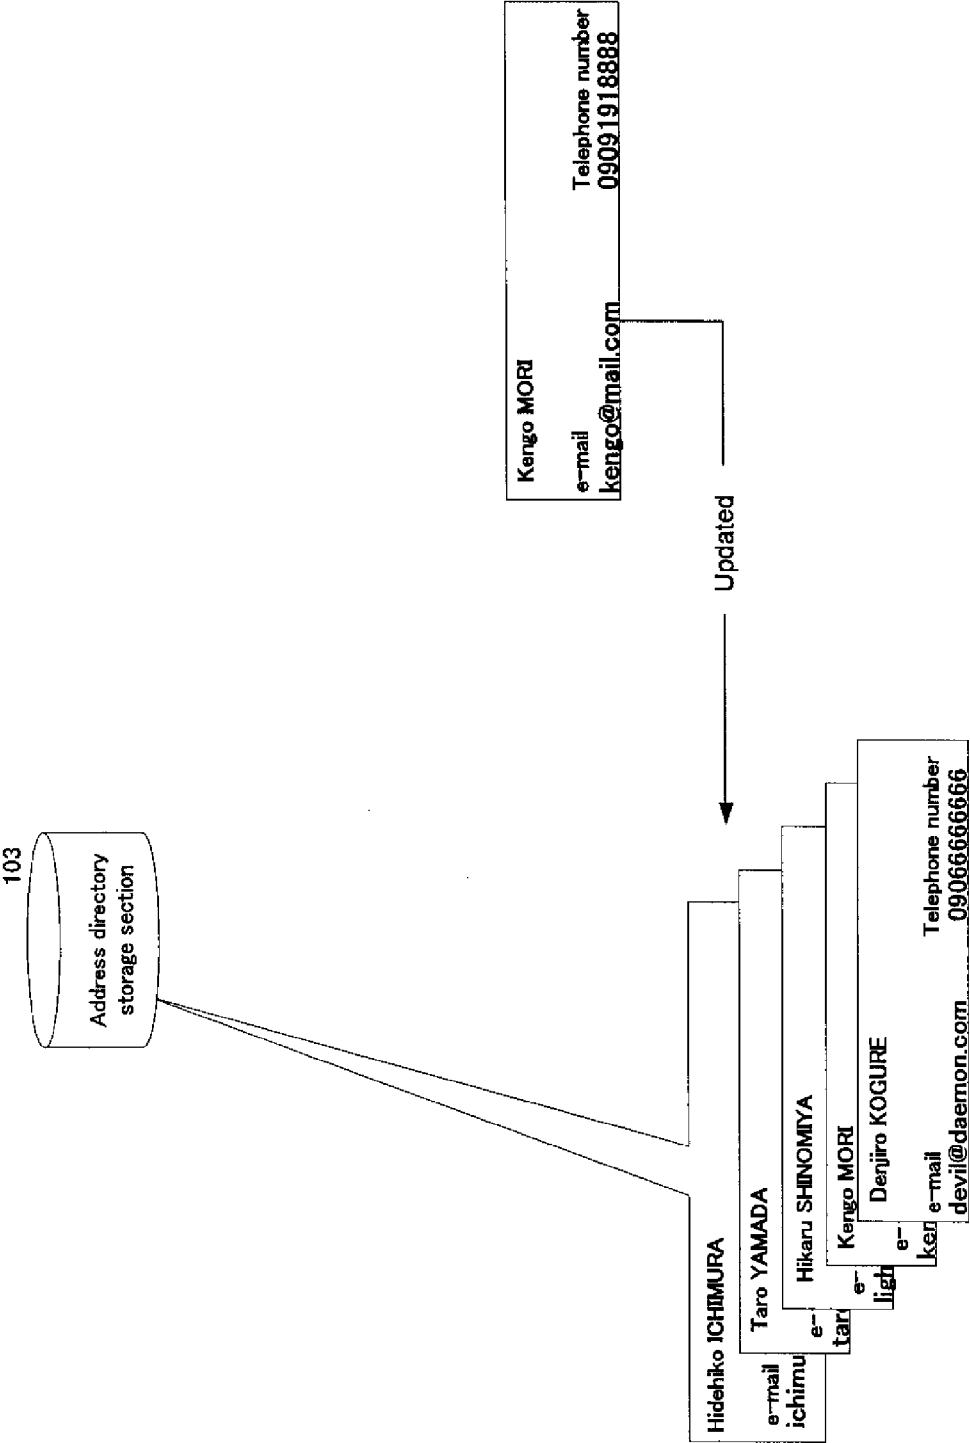 103
Address directory
storage section
Hidehiko ICHIMURA
e-mail
ichimu
Taro YAMADA
e-
tar
Hikaru SHINOMIYA
e-
ligh
Kengo MORI
e-
ken
Denjiro KOGURE
e-mail
Telephone number
devil@daemon.com
09066666666
Updated
Kengo MORI
e-mail
Telephone number
kengo@mail.com
09091918888